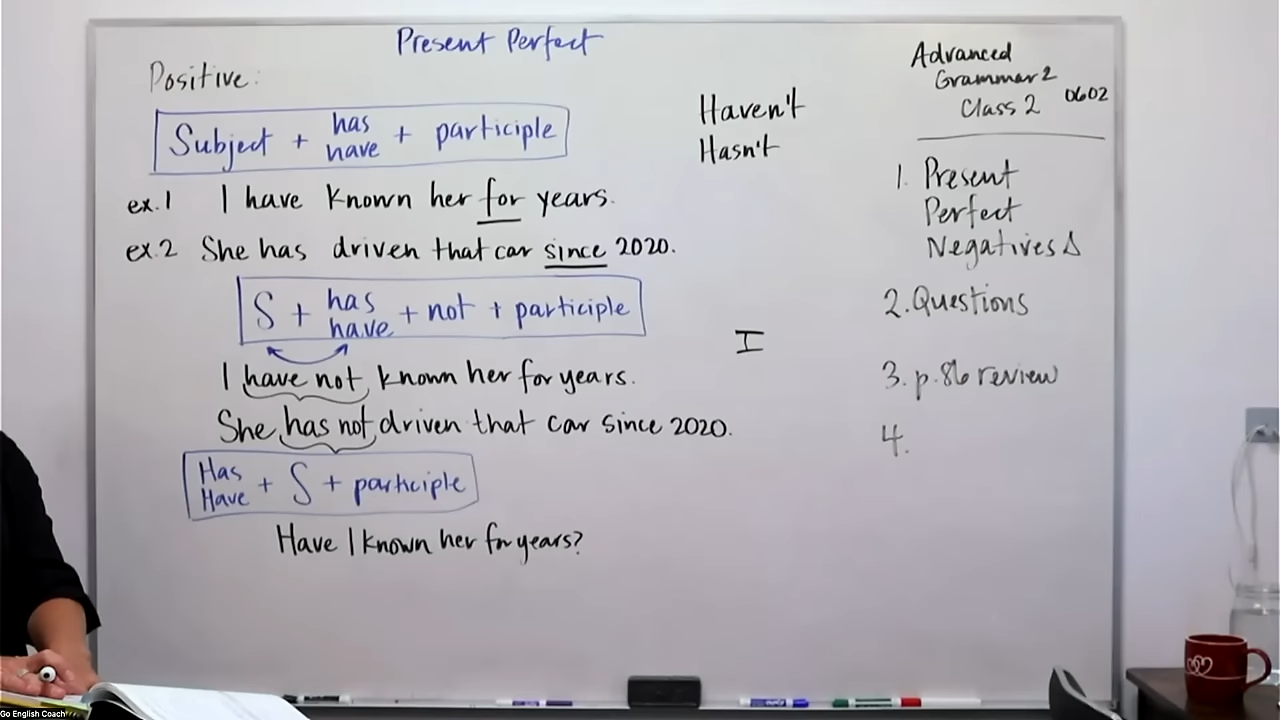 Present Perfect
Positive:
Subject + has have + participle
ex.1 I have known her for years.
ex.2 She has driven that car since 2020.
S + has have + not + participle
I have not known her for years.
She has not driven that car since 2020.
Has Have + S + participle
Have I known her for years?
Haven't
Hasn't
I
Advanced
Grammar 2
Class 2 0602
1. Present
Perfect
Negatives Δ
2. Questions
3. p.86 review
4.
Go English Coach